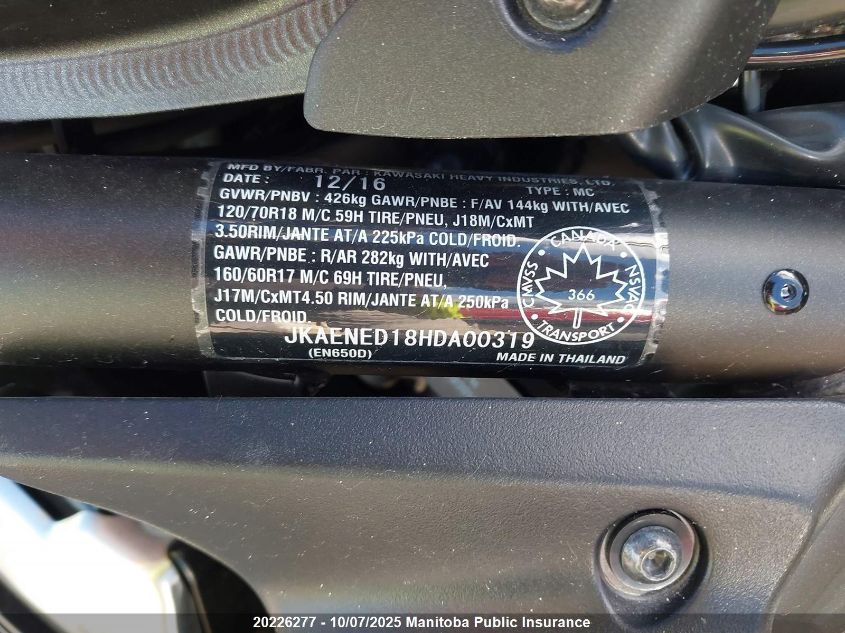 MFD BY/FABR. PAR : KAWASAKI HEAVY INDUSTRIES, LTD.
DATE : 12/16 TYPE : MC
GVWR/PNBV : 426kg GAWR/PNBE : F/AV 144kg WITH/AVEC
120/70R18 M/C 59H TIRE/PNEU, J18M/CxMT
3.50RIM/JANTE AT/A 225kPa COLD/FROID.
GAWR/PNBE : R/AR 282kg WITH/AVEC
160/60R17 M/C 69H TIRE/PNEU,
J17M/CxMT4.50 RIM/JANTE AT/A 250kPa
COLD/FROID.
CANADA
CMVSS
NSVAC
366
TRANSPORT
JKAENED18HDA00319
(EN650D) MADE IN THAILAND
20226277 - 10/07/2025 Manitoba Public Insurance